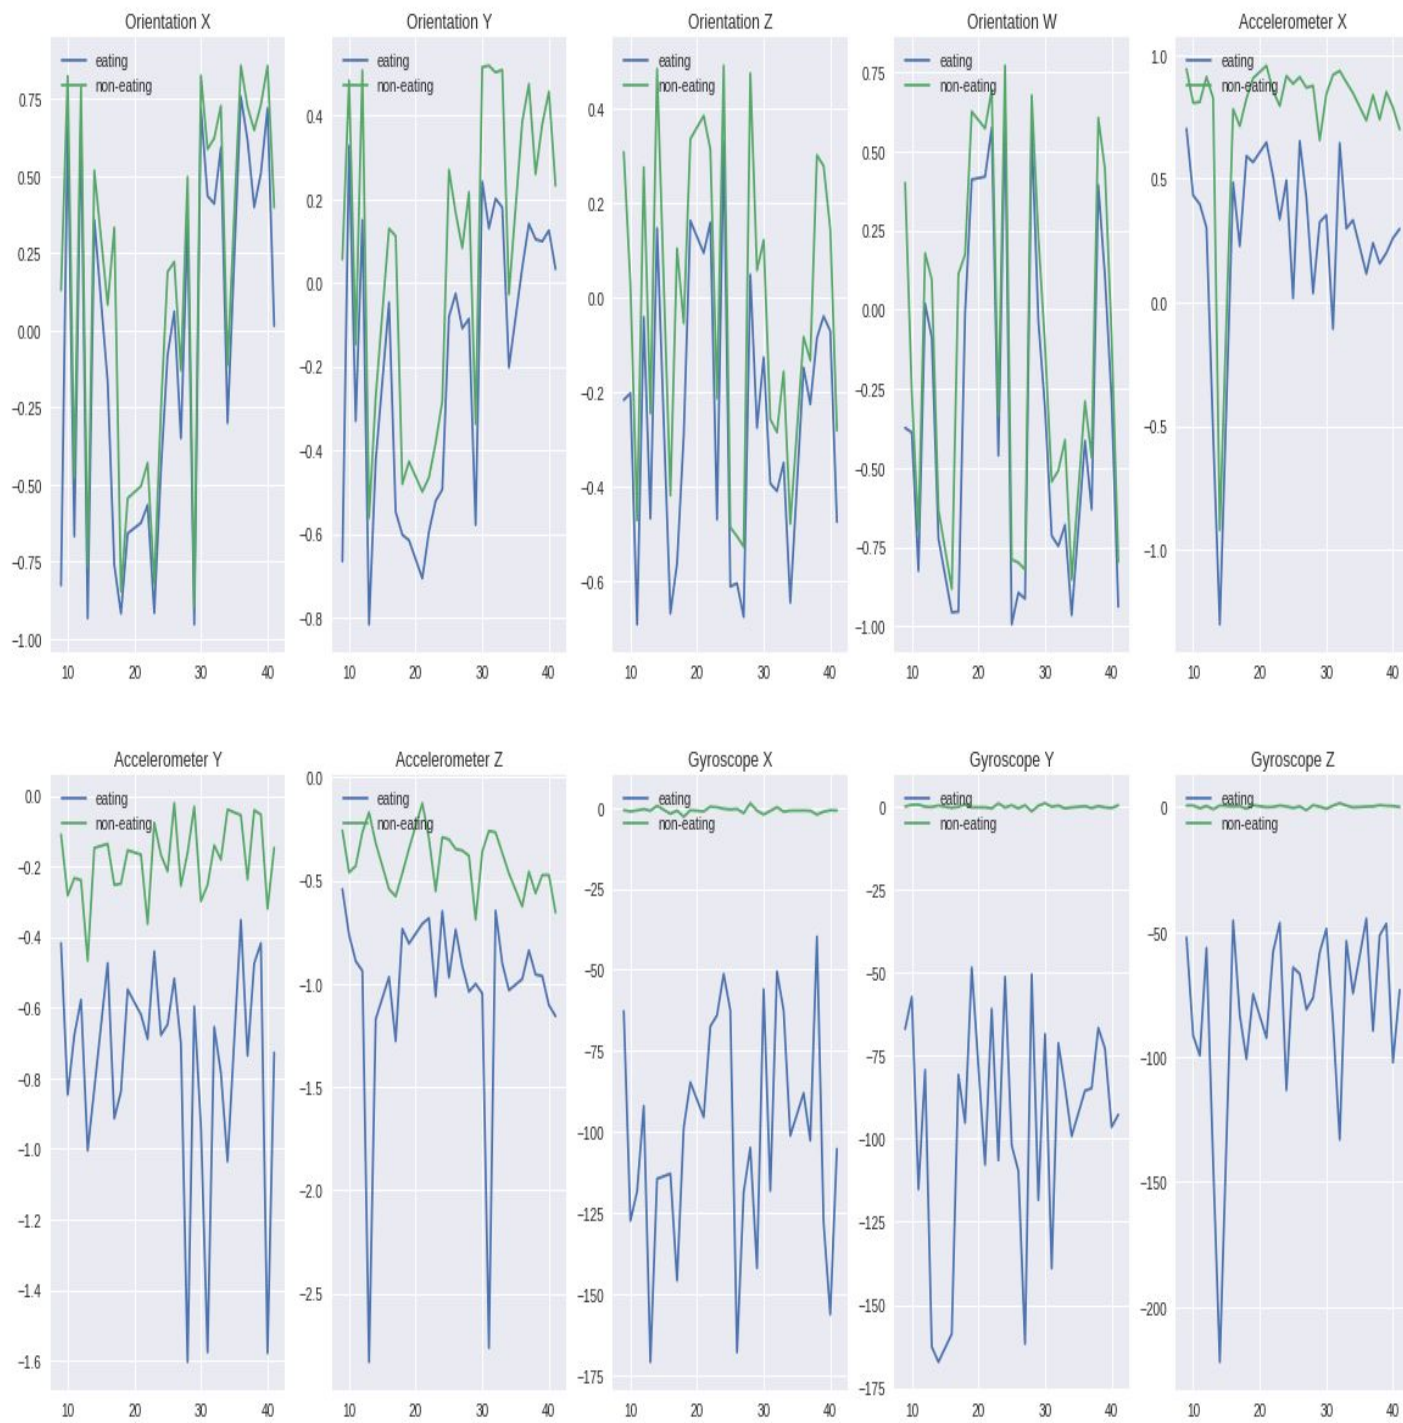 Orientation X
Orientation Y
Orientation Z
Orientation W
Accelerometer X
eating
non-eating
0.75
0.50
0.25
0.00
−0.25
−0.50
−0.75
−1.00
10 20 30 40
eating
non-eating
0.4
0.2
0.0
−0.2
−0.4
−0.6
−0.8
10 20 30 40
eating
non-eating
0.4
0.2
0.0
−0.2
−0.4
−0.6
10 20 30 40
eating
non-eating
0.75
0.50
0.25
0.00
−0.25
−0.50
−0.75
−1.00
10 20 30 40
eating
non-eating
1.0
0.5
0.0
−0.5
−1.0
10 20 30 40
Accelerometer Y
Accelerometer Z
Gyroscope X
Gyroscope Y
Gyroscope Z
eating
non-eating
0.0
−0.2
−0.4
−0.6
−0.8
−1.0
−1.2
−1.4
−1.6
10 20 30 40
eating
non-eating
0.0
−0.5
−1.0
−1.5
−2.0
−2.5
10 20 30 40
eating
non-eating
0
−25
−50
−75
−100
−125
−150
−175
10 20 30 40
eating
non-eating
0
−25
−50
−75
−100
−125
−150
−175
10 20 30 40
eating
non-eating
0
−50
−100
−150
−200
10 20 30 40